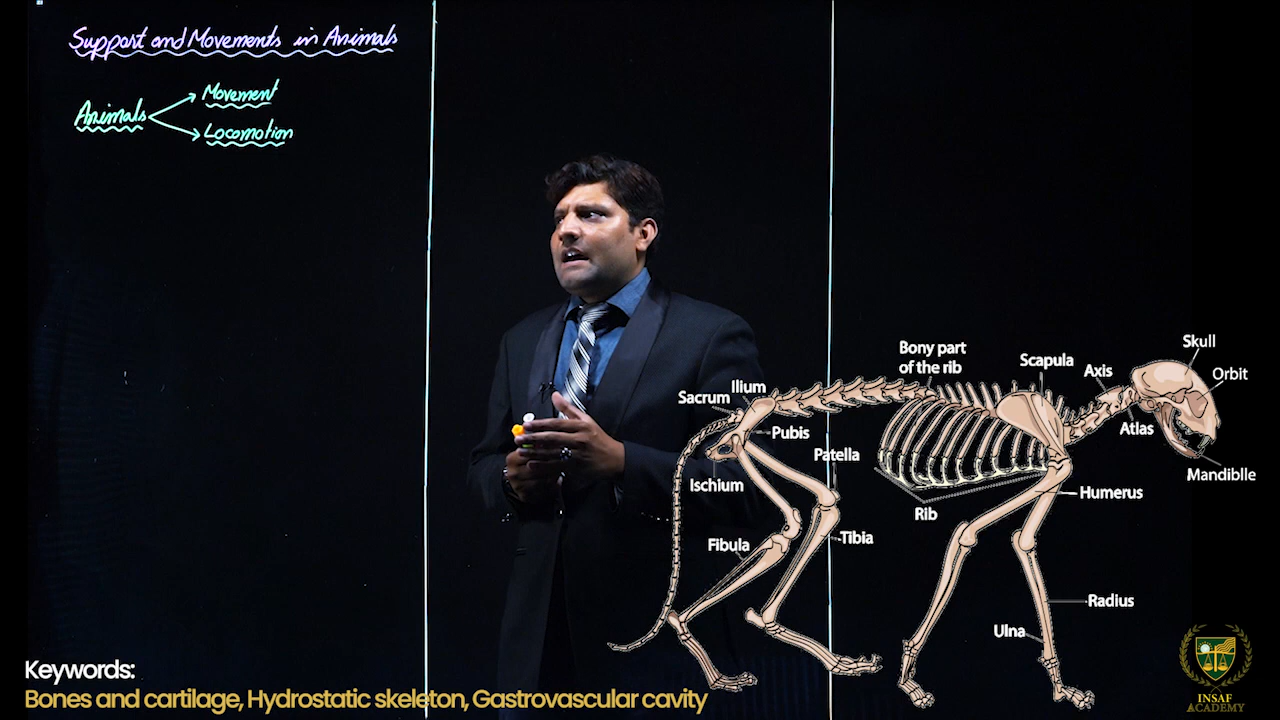 Support and Movements in Animals
Animals
Movement
Locomotion
Bony part
of the rib
Scapula
Axis
Skull
Orbit
Ilium
Sacrum
Pubis
Atlas
Patella
Ischium
Mandiblle
Humerus
Rib
Fibula
Tibia
Radius
Ulna
Keywords:
Bones and cartilage, Hydrostatic skeleton, Gastrovascular cavity
INSAF
ACADEMY